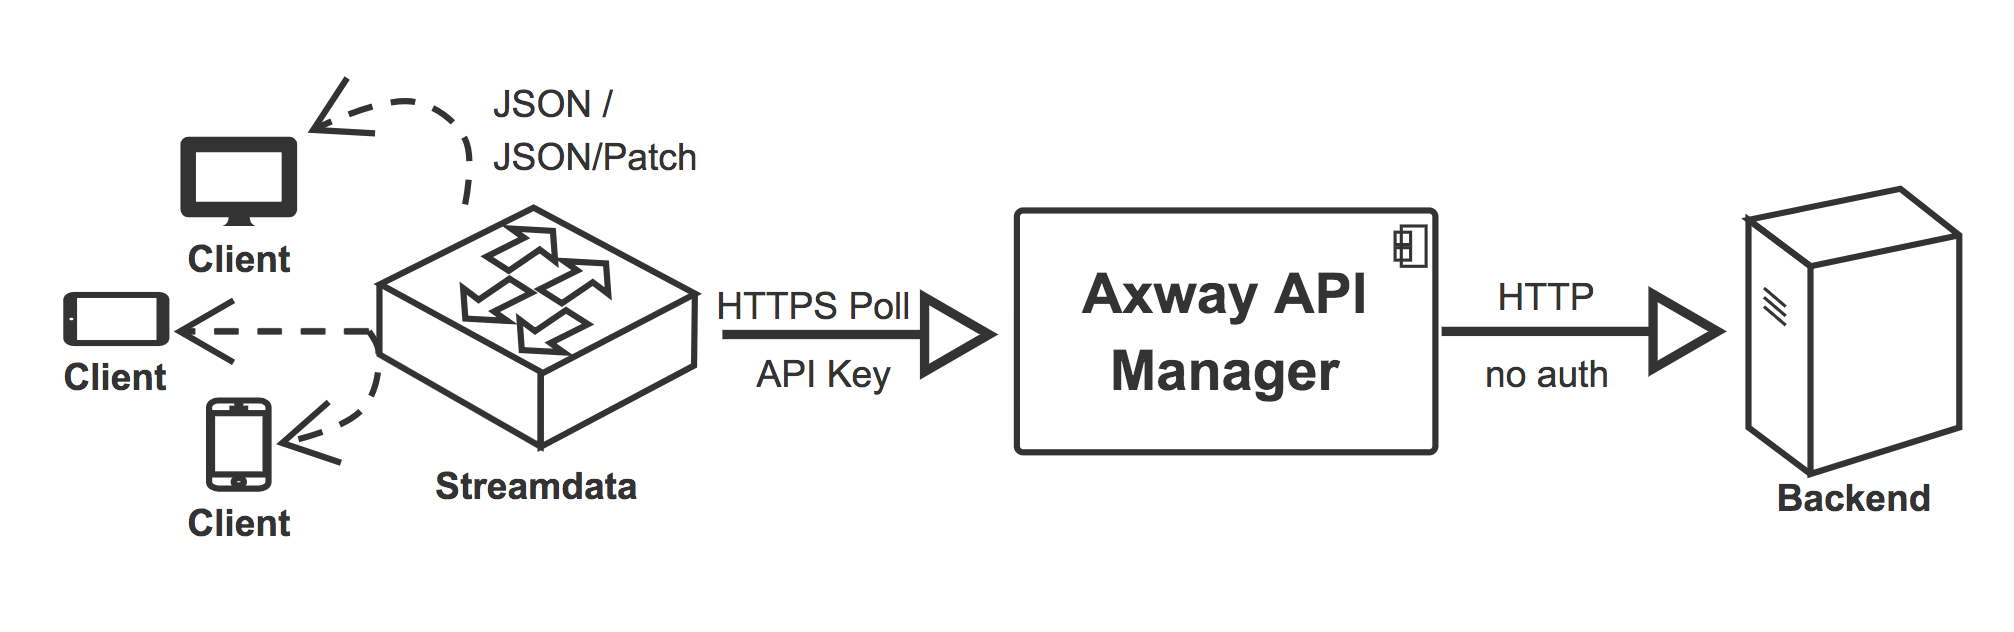 JSON /
JSON/Patch
Client
Client
Client
Streamdata
HTTPS Poll
API Key
Axway API
Manager
HTTP
no auth
Backend